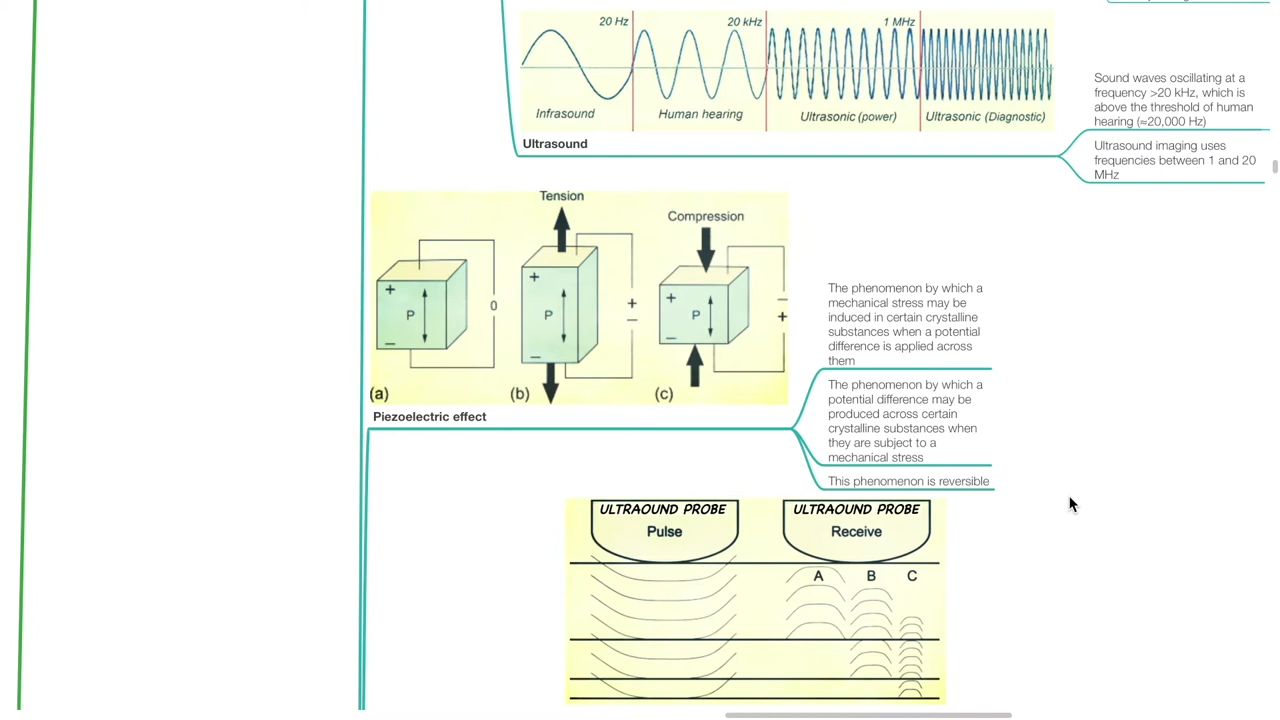 20 Hz
20 kHz
1 MHz
Infrasound
Human hearing
Ultrasonic (power)
Ultrasonic (Diagnostic)
Ultrasound
Sound waves oscillating at a
frequency >20 kHz, which is
above the threshold of human
hearing (≈20,000 Hz)
Ultrasound imaging uses
frequencies between 1 and 20
MHz
Tension
Compression
+
P
−
0
(a)
+
P
−
+
−
(b)
+
P
−
−
+
(c)
Piezoelectric effect
The phenomenon by which a
mechanical stress may be
induced in certain crystalline
substances when a potential
difference is applied across
them
The phenomenon by which a
potential difference may be
produced across certain
crystalline substances when
they are subject to a
mechanical stress
This phenomenon is reversible
ULTRAOUND PROBE
Pulse
ULTRAOUND PROBE
Receive
A
B
C